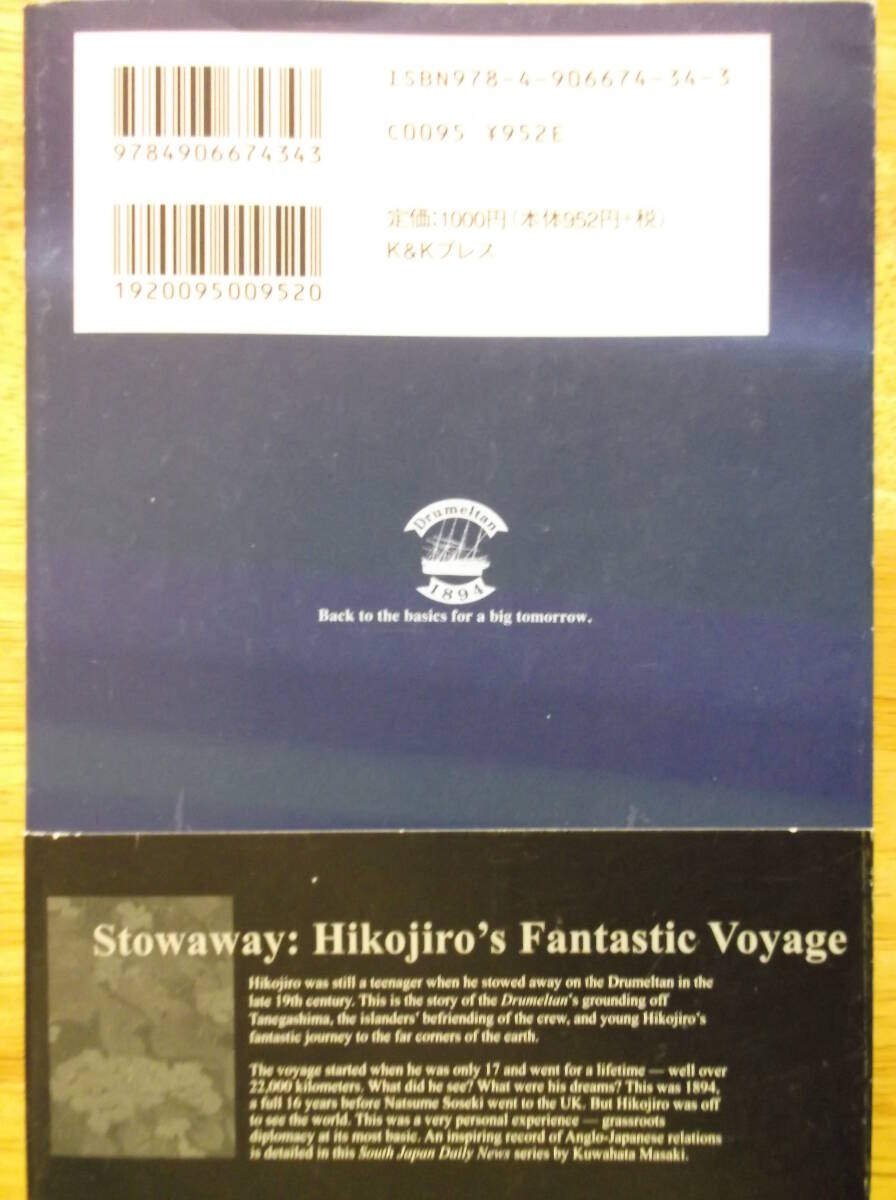 ISBN978-4-906674-34-3
9784906674343
C0095 ¥952E
定価:1000円(本体952円+税)
K&Kプレス
1920095009520
Drumeltan
1894
Back to the basics for a big tomorrow.
Stowaway: Hikojiro's Fantastic Voyage
Hikojiro was still a teenager when he stowed away on the Drumeltan in the
late 19th century. This is the story of the Drumeltan's grounding off
Tanegashima, the islanders' befriending of the crew, and young Hikojiro's
fantastic journey to the far corners of the earth.
The voyage started when he was only 17 and went for a lifetime — well over
22,000 kilometers. What did he see? What were his dreams? This was 1894,
a full 16 years before Natsume Soseki went to the UK. But Hikojiro was off
to see the world. This was a very personal experience — grassroots
diplomacy at its most basic. An inspiring record of Anglo-Japanese relations
is detailed in this South Japan Daily News series by Kuwahata Masaki.